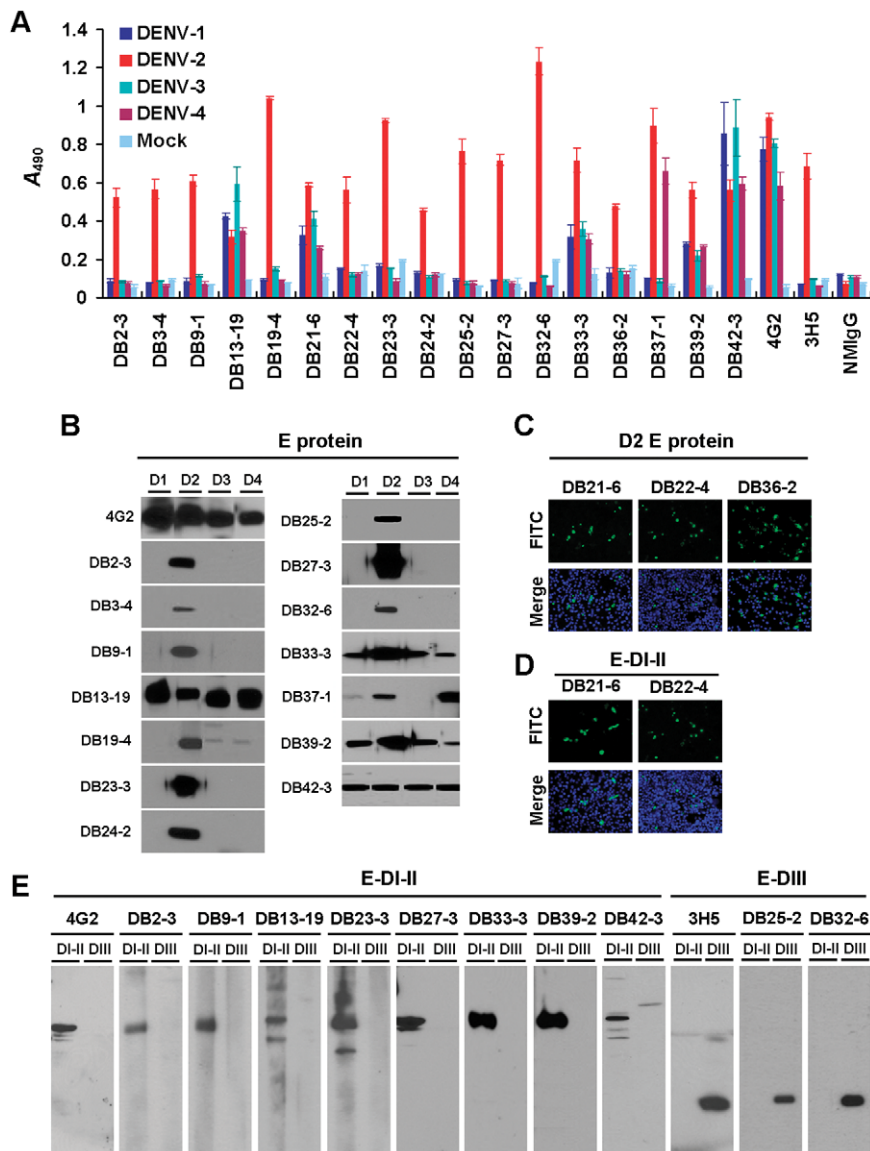 A
DENV-1
DENV-2
DENV-3
DENV-4
Mock
A490
1.4
1.2
1
0.8
0.6
0.4
0.2
0
DB2-3
DB3-4
DB9-1
DB13-19
DB19-4
DB21-6
DB22-4
DB23-3
DB24-2
DB25-2
DB27-3
DB32-6
DB33-3
DB36-2
DB37-1
DB39-2
DB42-3
4G2
3H5
NMIgG
B
E protein
D1 D2 D3 D4
4G2
DB2-3
DB3-4
DB9-1
DB13-19
DB19-4
DB23-3
DB24-2
D1 D2 D3 D4
DB25-2
DB27-3
DB32-6
DB33-3
DB37-1
DB39-2
DB42-3
C
D2 E protein
DB21-6 DB22-4 DB36-2
FITC
Merge
D
E-DI-II
DB21-6 DB22-4
FITC
Merge
E
E-DI-II E-DIII
4G2 DB2-3 DB9-1 DB13-19 DB23-3 DB27-3 DB33-3 DB39-2 DB42-3 3H5 DB25-2 DB32-6
DI-II DIII DI-II DIII DI-II DIII DI-II DIII DI-II DIII DI-II DIII DI-II DIII DI-II DIII DI-II DIII DI-II DIII DI-II DIII DI-II DIII